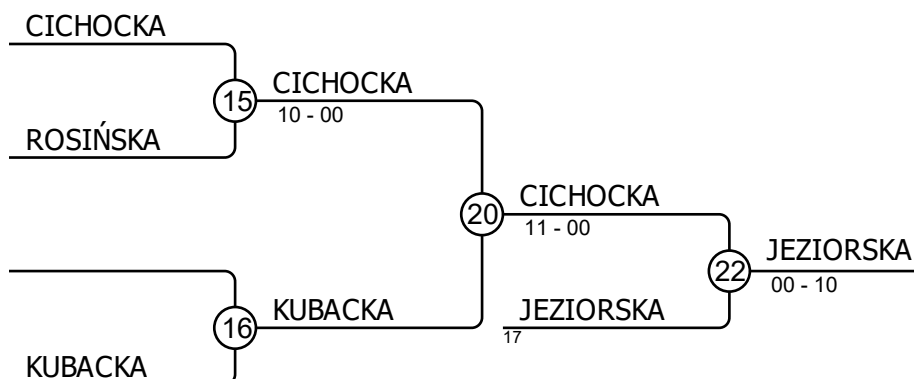 CICHOCKA
15
CICHOCKA
10 - 00
ROSIŃSKA
20
CICHOCKA
11 - 00
22
JEZIORSKA
00 - 10
16
KUBACKA
JEZIORSKA
17
KUBACKA